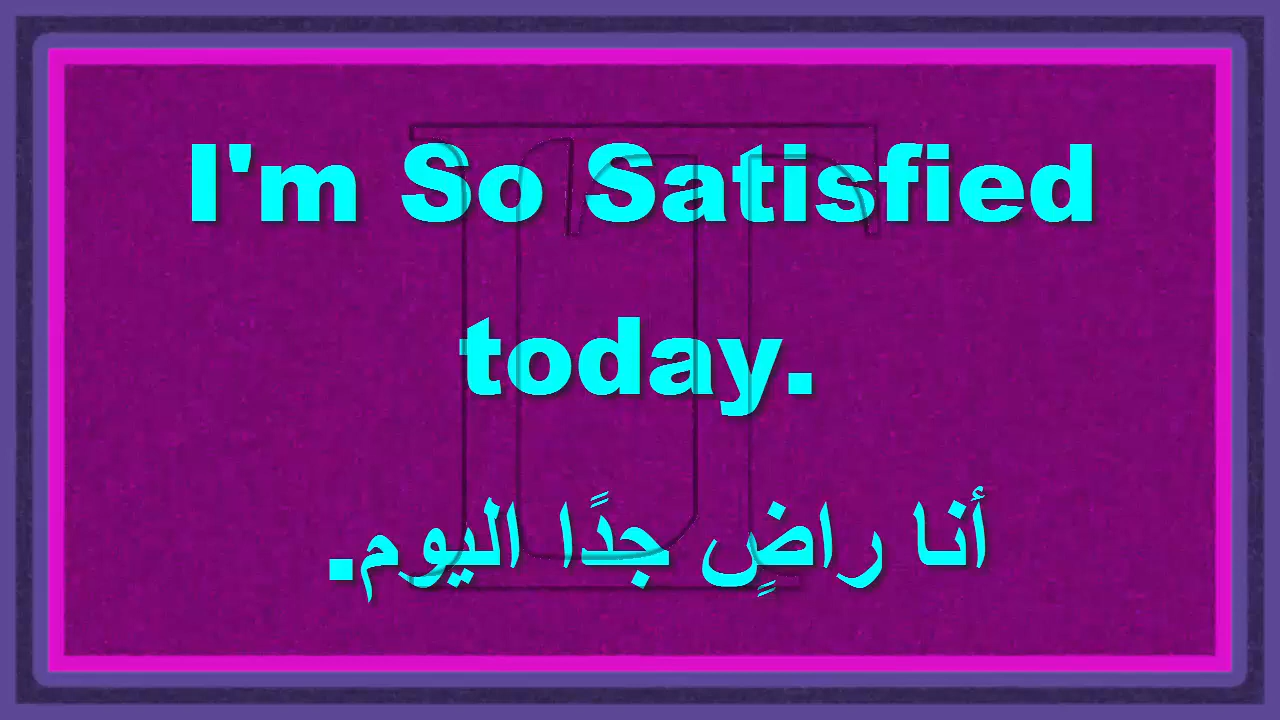 I'm So Satisfied
today.
أنا راضٍ جدًا اليوم.